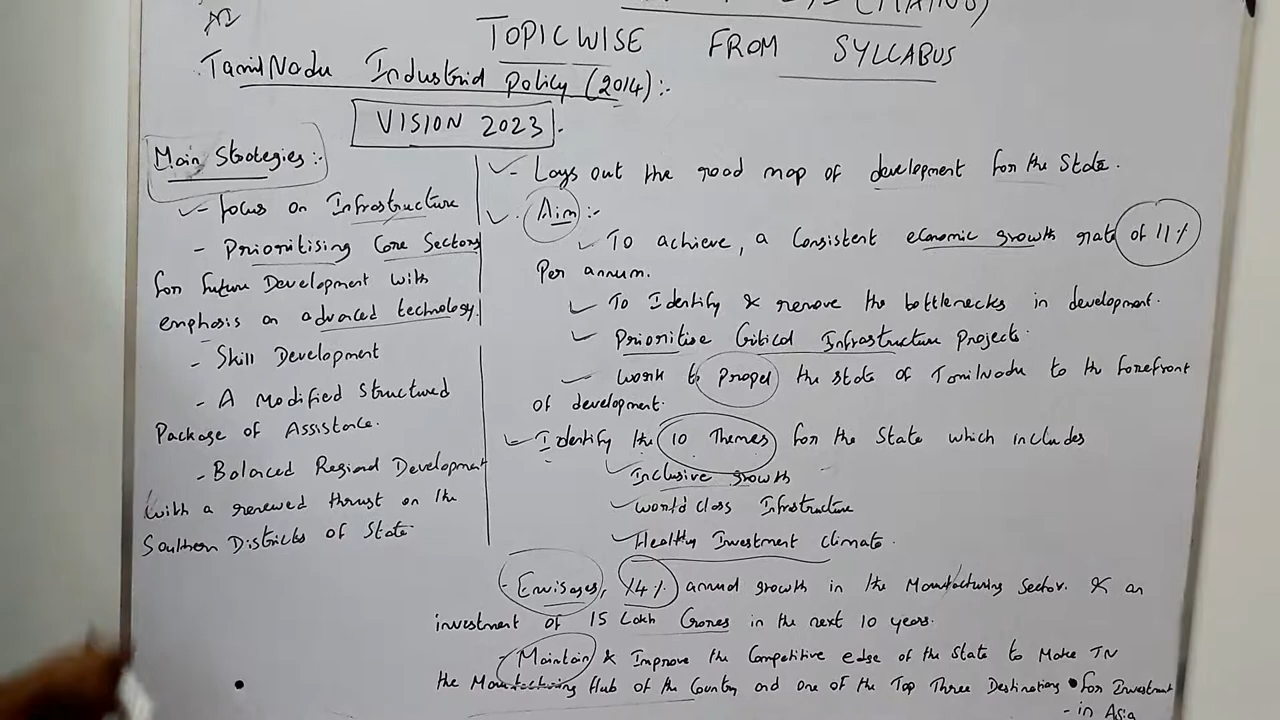 (MAINS)
TOPICWISE FROM SYLLABUS
TamilNadu Industrial Policy (2014):-
VISION 2023.
Main Strategies:-
- Focus on Infrastructure
- Prioritising Core Sectors
for Future Development with
emphasis on advanced technology.
- Skill Development
- A Modified Structured
Package of Assistance.
- Balanced Regional Development
with a renewed thrust on the
Southern Districts of State
- Lays out the road map of development for the State.
Aim:-
To achieve, a Consistent economic growth rate of 11%
Per annum.
To Identify & remove the bottlenecks in development.
Prioritise Critical Infrastructure Projects.
Work to propel the state of TamilNadu to the forefront
of development.
- Identify the 10 Themes for the State which includes
Inclusive growth
World class Infrastructure
Healthy Investment climate.
- Envisages, 14% annual growth in the Manufacturing Sector. & an
investment of 15 Lakh Crores in the next 10 years.
- Maintain & Improve the Competitive edge of the State to Make TN
the Manufacturing Hub of the Country and one of the Top Three Destinations for Investment
- in Asia